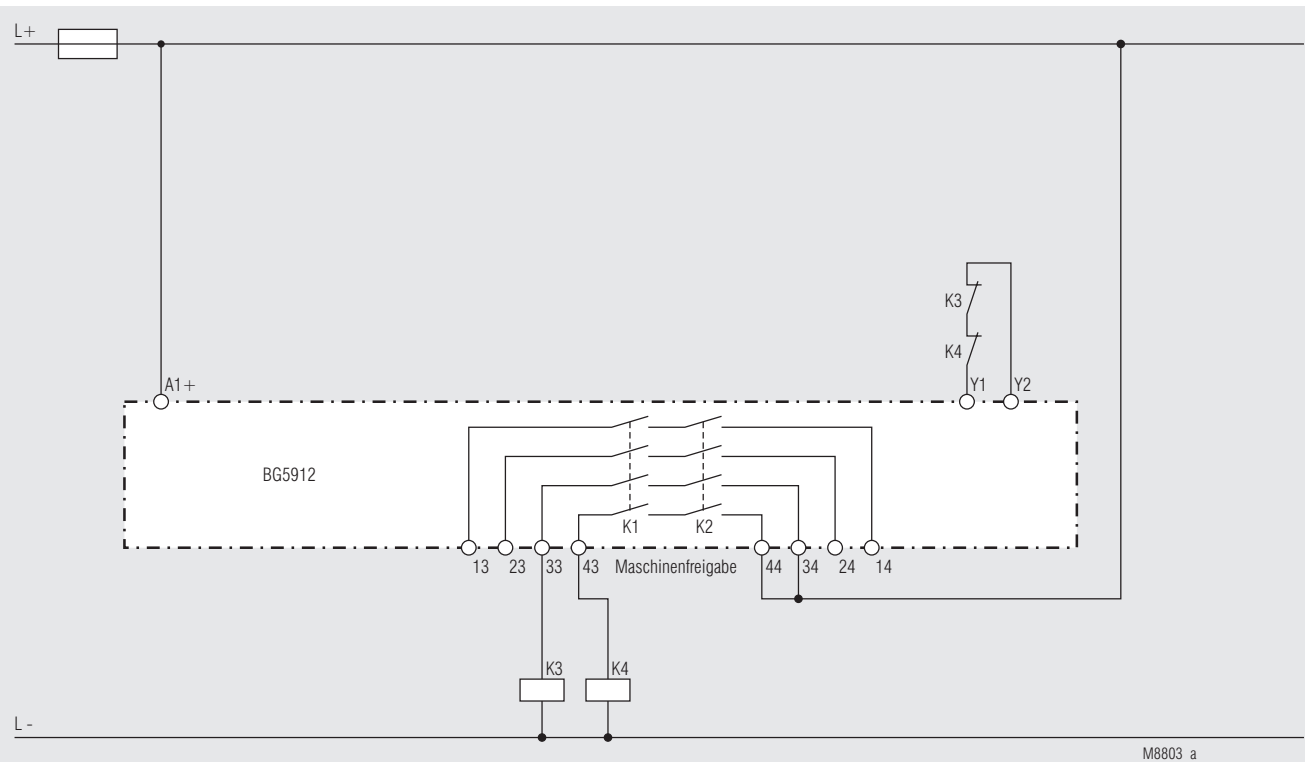 L+
K3
K4
A1+
Y1 Y2
BG5912
K1 K2
13 23 33 43 Maschinenfreigabe 44 34 24 14
K3 K4
L -
M8803_a